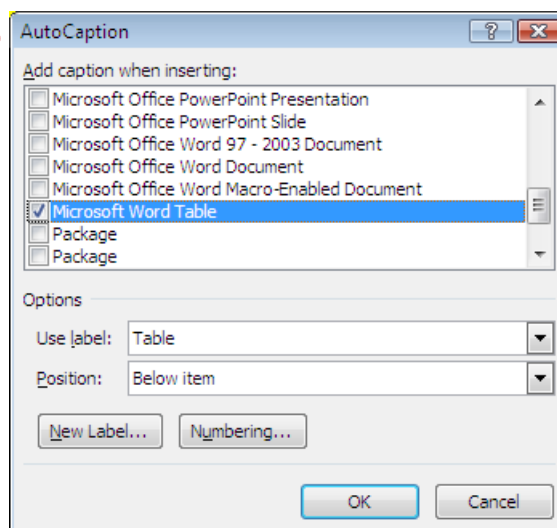 AutoCaption
Add caption when inserting:
Microsoft Office PowerPoint Presentation
Microsoft Office PowerPoint Slide
Microsoft Office Word 97 - 2003 Document
Microsoft Office Word Document
Microsoft Office Word Macro-Enabled Document
Microsoft Word Table
Package
Package
Options
Use label: Table
Position: Below item
New Label... Numbering...
OK Cancel